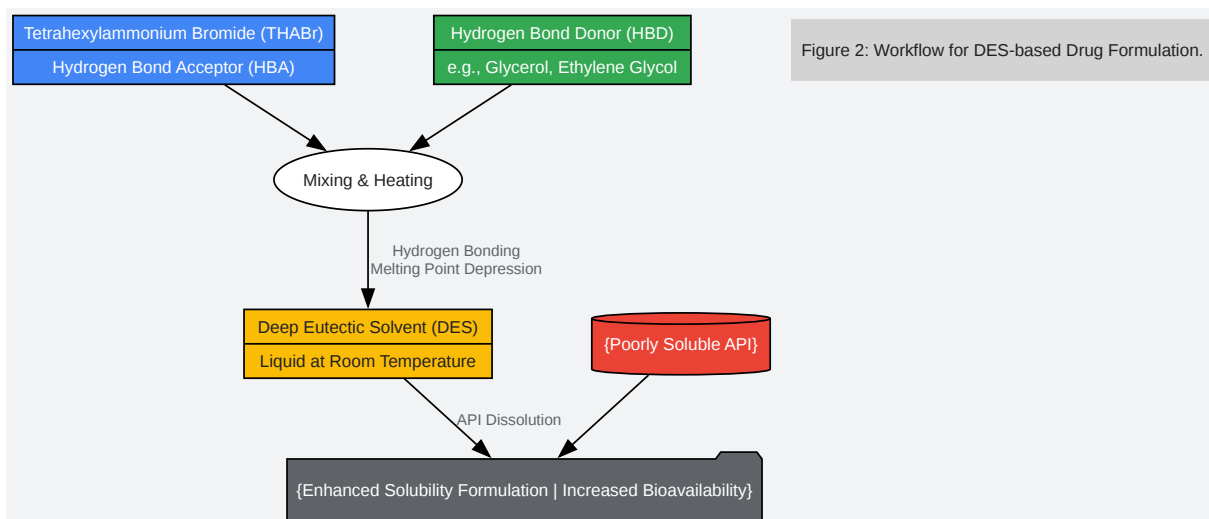 Tetrahexylammonium Bromide (THABr)
Hydrogen Bond Acceptor (HBA)
Hydrogen Bond Donor (HBD)
e.g., Glycerol, Ethylene Glycol
Figure 2: Workflow for DES-based Drug Formulation.
Mixing & Heating
Hydrogen Bonding
Melting Point Depression
Deep Eutectic Solvent (DES)
Liquid at Room Temperature
{Poorly Soluble API}
API Dissolution
{Enhanced Solubility Formulation | Increased Bioavailability}